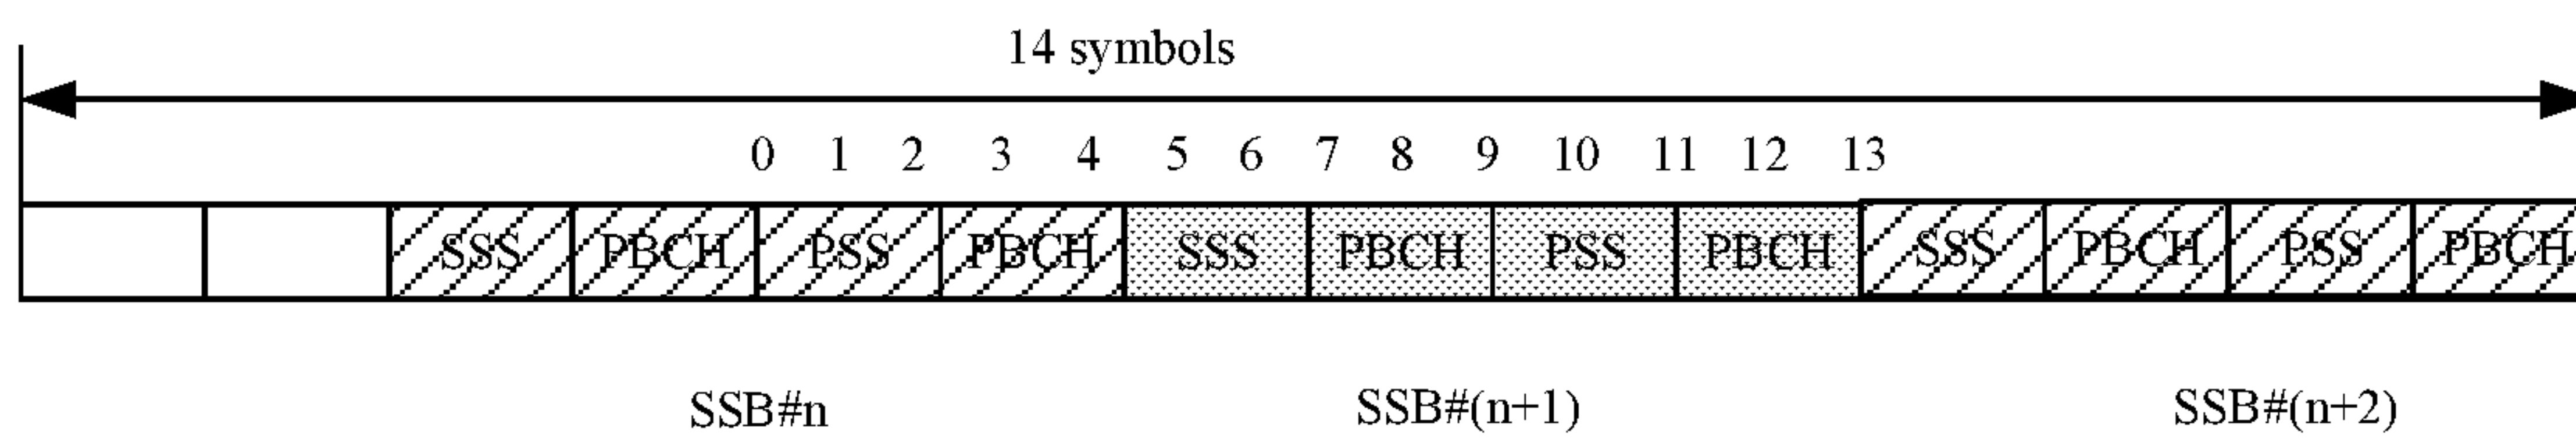 14 symbols
0 1 2 3 4 5 6 7 8 9 10 11 12 13
SSS PBCH PSS PBCH SSS PBCH PSS PBCH SSS PBCH PSS PBCH
SSB#n SSB#(n+1) SSB#(n+2)